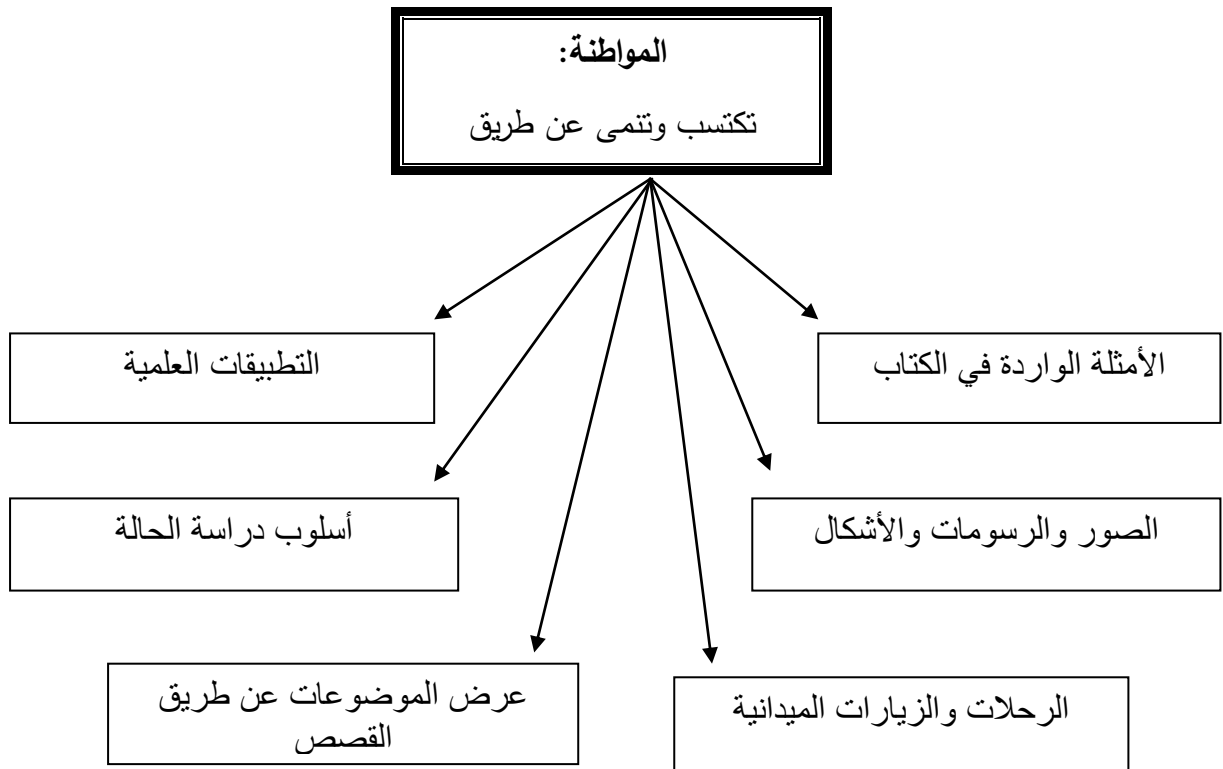 المواطنة:
تكتسب وتنمى عن طريق
الأمثلة الواردة في الكتاب
التطبيقات العلمية
الصور والرسومات والأشكال
أسلوب دراسة الحالة
الرحلات والزيارات الميدانية
عرض الموضوعات عن طريق
القصص